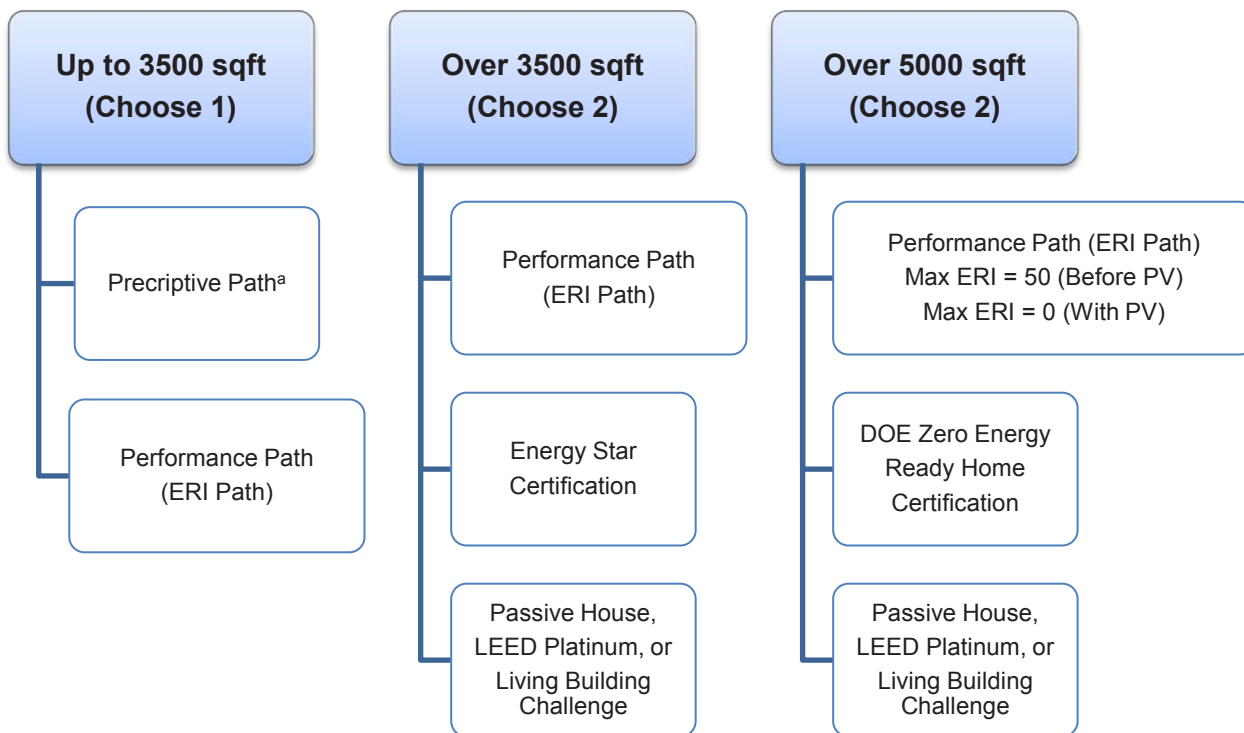 Up to 3500 sqft
(Choose 1)
Precriptive Pathᵃ
Performance Path
(ERI Path)
Over 3500 sqft
(Choose 2)
Performance Path
(ERI Path)
Energy Star
Certification
Passive House,
LEED Platinum, or
Living Building
Challenge
Over 5000 sqft
(Choose 2)
Performance Path (ERI Path)
Max ERI = 50 (Before PV)
Max ERI = 0 (With PV)
DOE Zero Energy
Ready Home
Certification
Passive House,
LEED Platinum, or
Living Building
Challenge